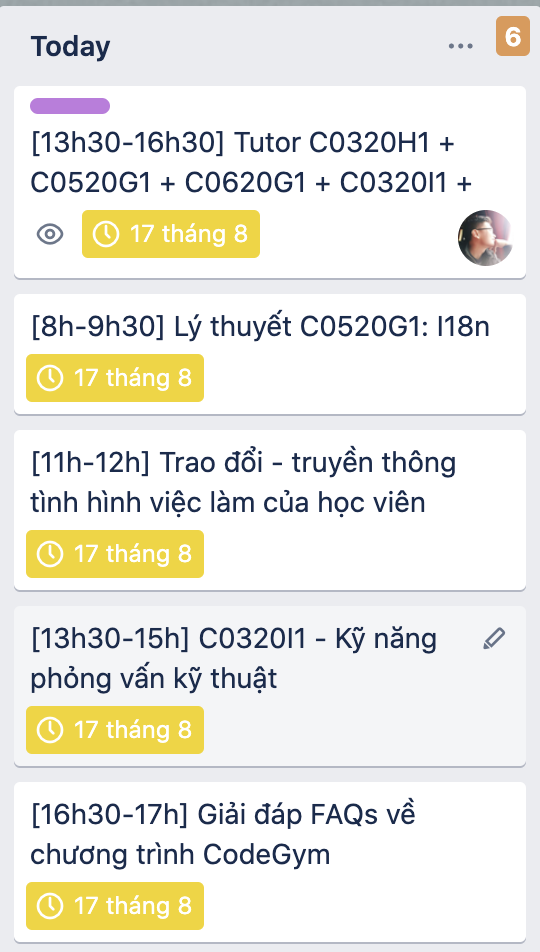 Today
6
[13h30-16h30] Tutor C0320H1 +
C0520G1 + C0620G1 + C0320I1 +
17 tháng 8
[8h-9h30] Lý thuyết C0520G1: I18n
17 tháng 8
[11h-12h] Trao đổi - truyền thông
tình hình việc làm của học viên
17 tháng 8
[13h30-15h] C0320I1 - Kỹ năng
phỏng vấn kỹ thuật
17 tháng 8
[16h30-17h] Giải đáp FAQs về
chương trình CodeGym
17 tháng 8